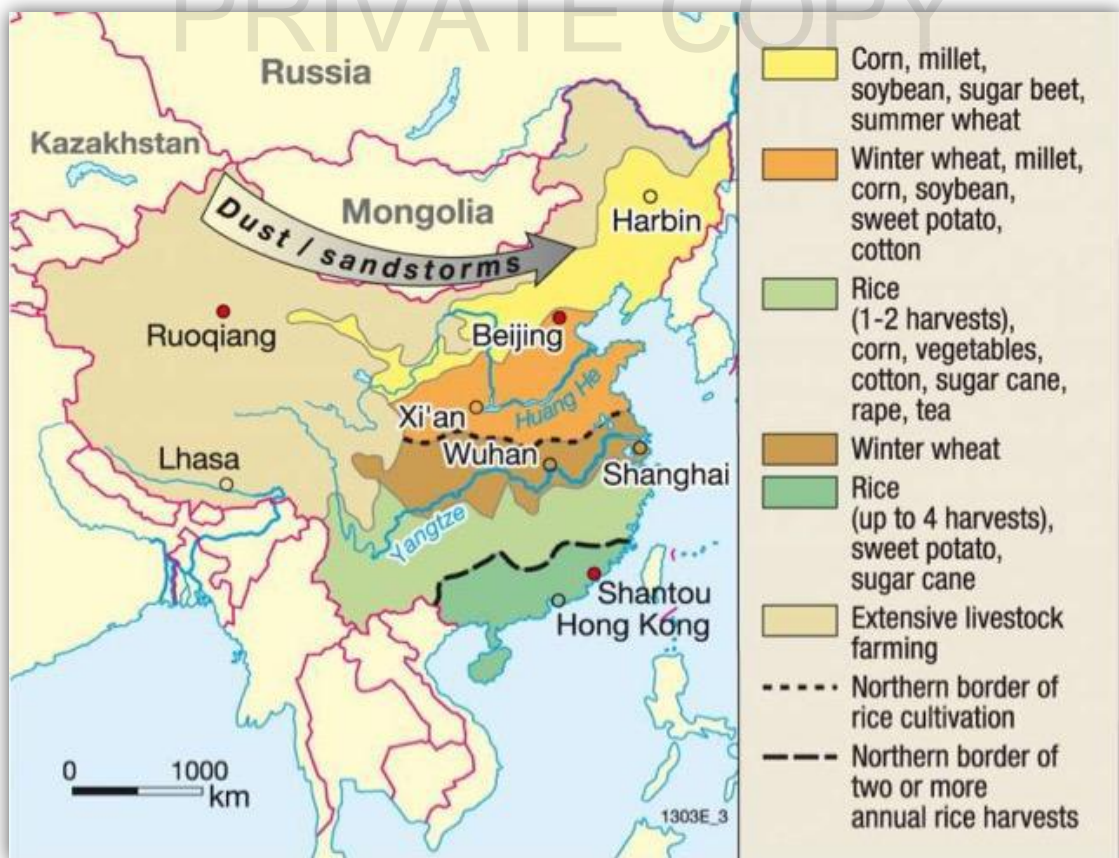 PRIVATE COPY
Russia
Kazakhstan
Mongolia
Dust / sandstorms
Harbin
Ruoqiang
Beijing
Xi'an
Huang He
Wuhan
Lhasa
Shanghai
Yangtze
Shantou
Hong Kong
0 1000
km
1303E_3
Corn, millet,
soybean, sugar beet,
summer wheat
Winter wheat, millet,
corn, soybean,
sweet potato,
cotton
Rice
(1-2 harvests),
corn, vegetables,
cotton, sugar cane,
rape, tea
Winter wheat
Rice
(up to 4 harvests),
sweet potato,
sugar cane
Extensive livestock
farming
Northern border of
rice cultivation
Northern border of
two or more
annual rice harvests